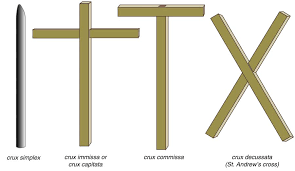 crux simplex
crux immissa or
crux capitata
crux commissa
crux decussata
(St. Andrew's cross)